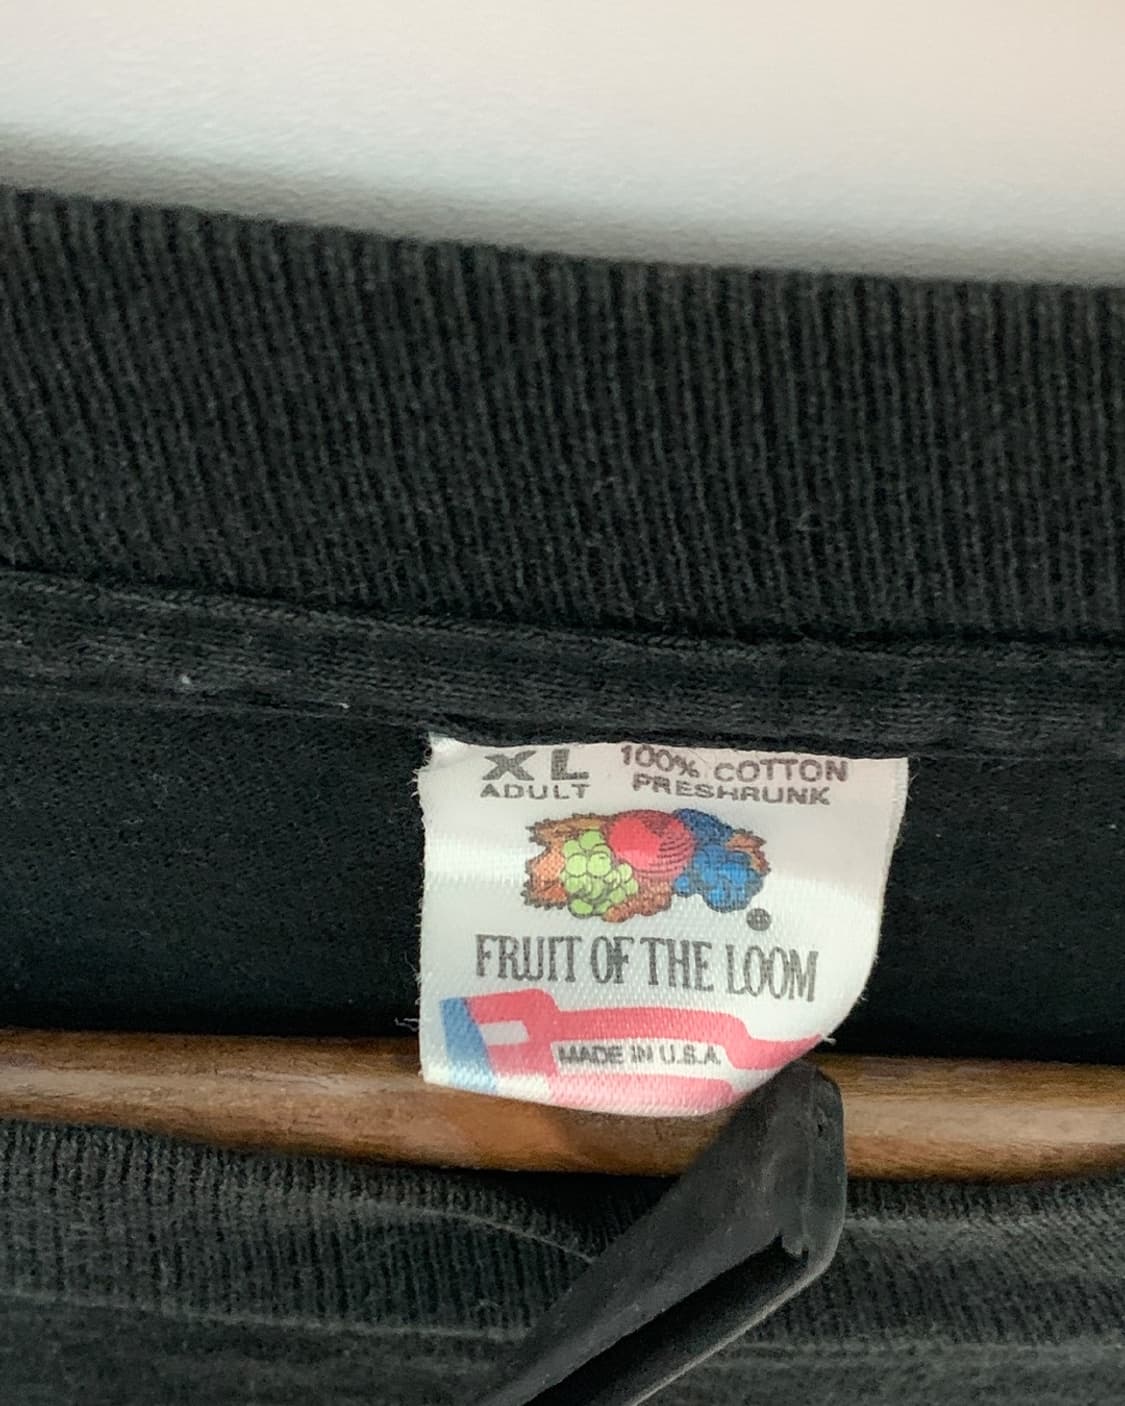 XL 100% COTTON
ADULT PRESHRUNK
FRUIT OF THE LOOM
MADE IN U.S.A.